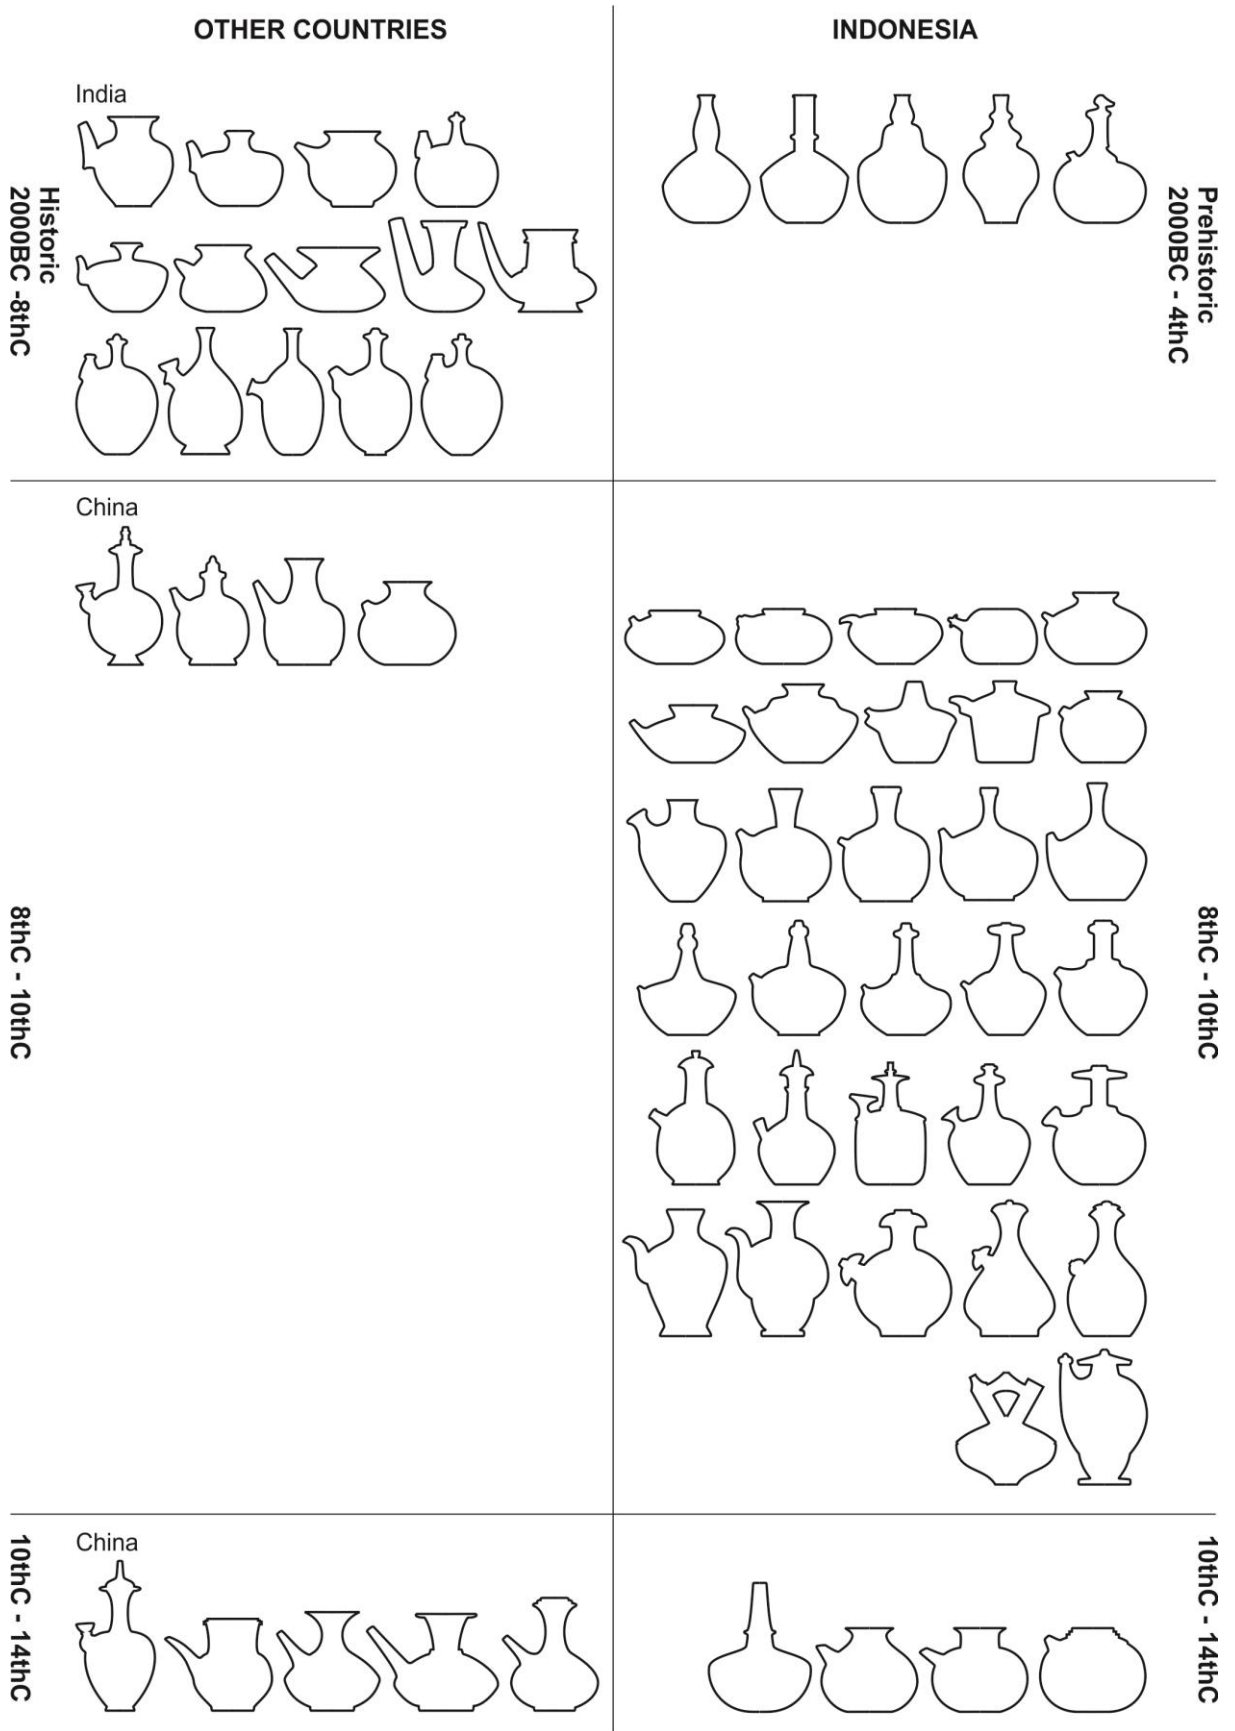 OTHER COUNTRIES
INDONESIA
India
Historic
2000BC -8thC
Prehistoric
2000BC - 4thC
China
8thC - 10thC
8thC - 10thC
China
10thC - 14thC
10thC - 14thC